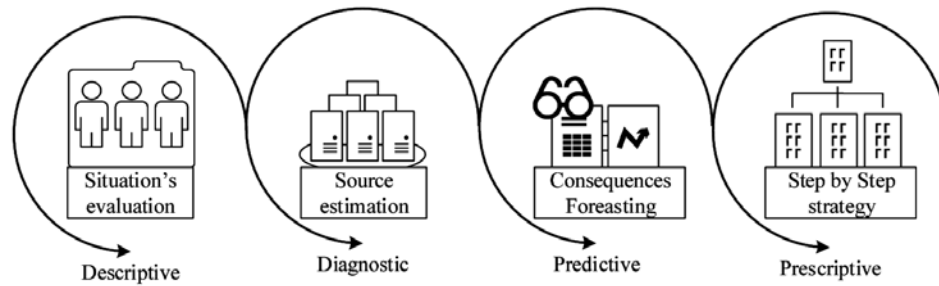 Situation's
evaluation
Source
estimation
Consequences
Foreasting
Step by Step
strategy
Descriptive
Diagnostic
Predictive
Prescriptive